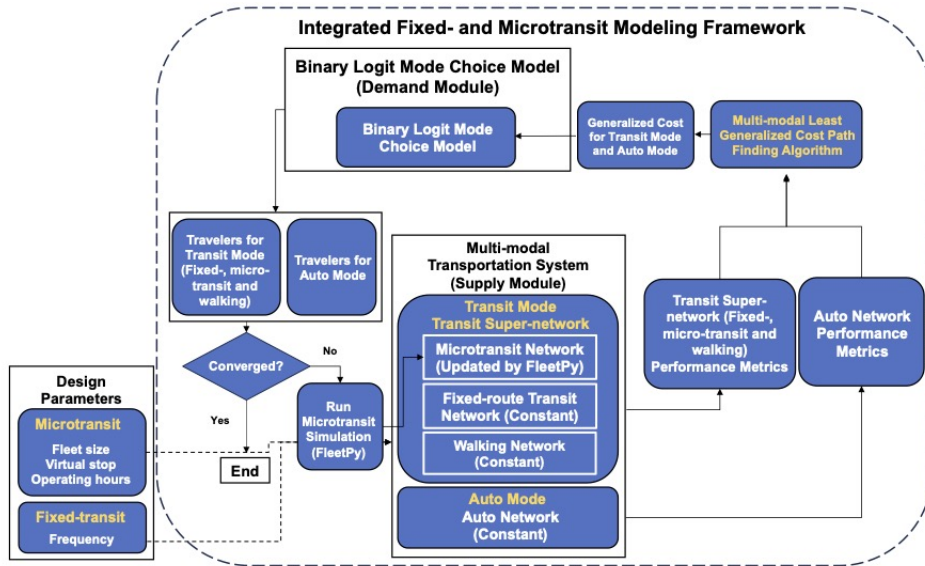 Integrated Fixed- and Microtransit Modeling Framework
Binary Logit Mode Choice Model
(Demand Module)
Binary Logit Mode
Choice Model
Generalized Cost
for Transit Mode
and Auto Mode
Multi-modal Least
Generalized Cost Path
Finding Algorithm
Travelers for
Transit Mode
(Fixed-, micro-
transit and
walking)
Travelers for
Auto Mode
Converged?
No
Yes
End
Run
Microtransit
Simulation
(FleetPy)
Design
Parameters
Microtransit
Fleet size
Virtual stop
Operating hours
Fixed-transit
Frequency
Multi-modal
Transportation System
(Supply Module)
Transit Mode
Transit Super-network
Microtransit Network
(Updated by FleetPy)
Fixed-route Transit
Network (Constant)
Walking Network
(Constant)
Auto Mode
Auto Network
(Constant)
Transit Super-
network (Fixed-,
micro-transit and
walking)
Performance Metrics
Auto Network
Performance
Metrics